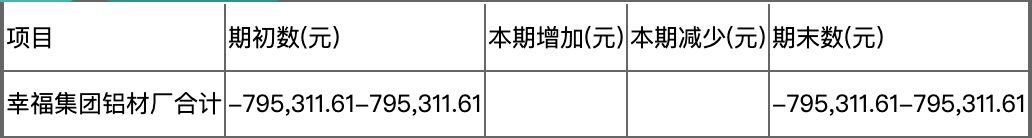 项目 期初数(元) 本期增加(元) 本期减少(元) 期末数(元)
幸福集团铝材厂合计 –795,311.61–795,311.61 –795,311.61–795,311.61